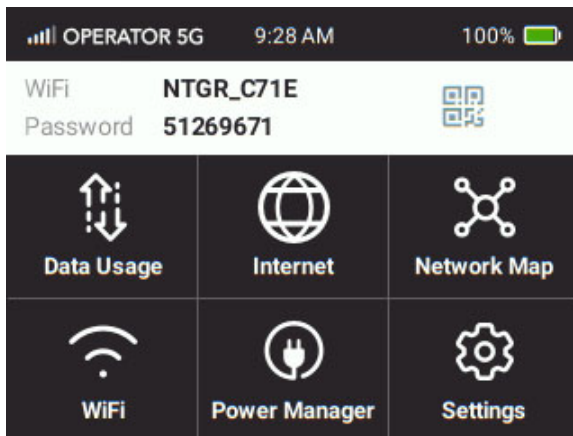 OPERATOR 5G 9:28 AM 100%
WiFi NTGR_C71E
Password 51269671
Data Usage Internet Network Map
WiFi Power Manager Settings